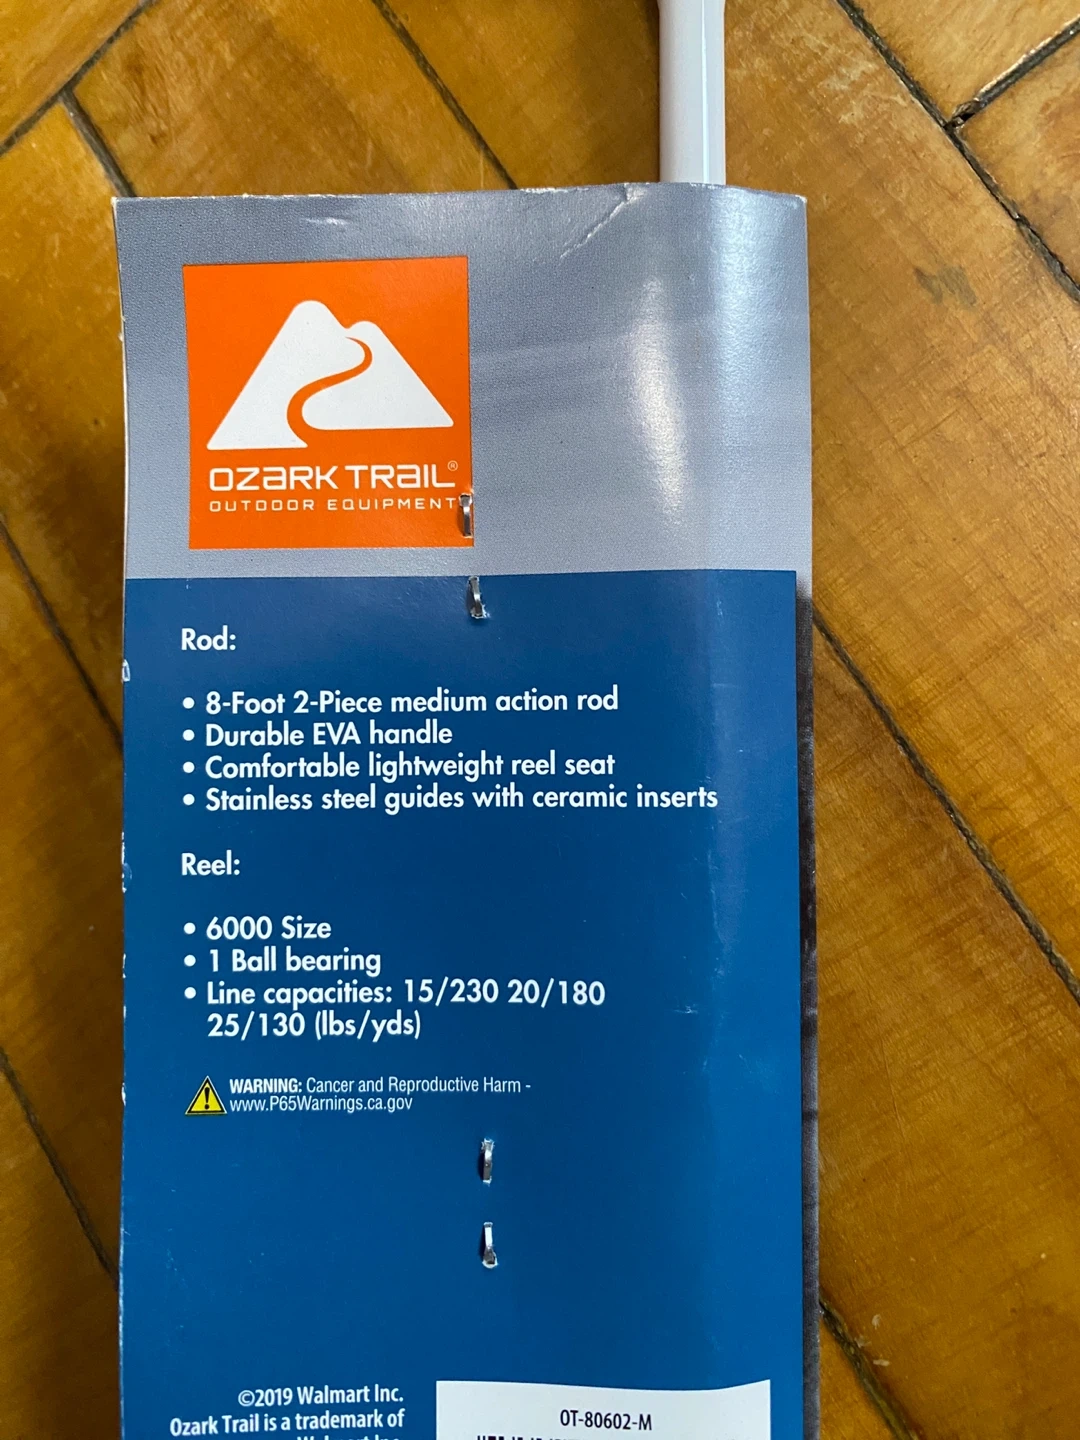 OZARK TRAIL®
OUTDOOR EQUIPMENT
Rod:
• 8-Foot 2-Piece medium action rod
• Durable EVA handle
• Comfortable lightweight reel seat
• Stainless steel guides with ceramic inserts
Reel:
• 6000 Size
• 1 Ball bearing
• Line capacities: 15/230 20/180
25/130 (lbs/yds)
WARNING: Cancer and Reproductive Harm -
www.P65Warnings.ca.gov
©2019 Walmart Inc.
Ozark Trail is a trademark of
Walmart Inc.
OT-80602-M